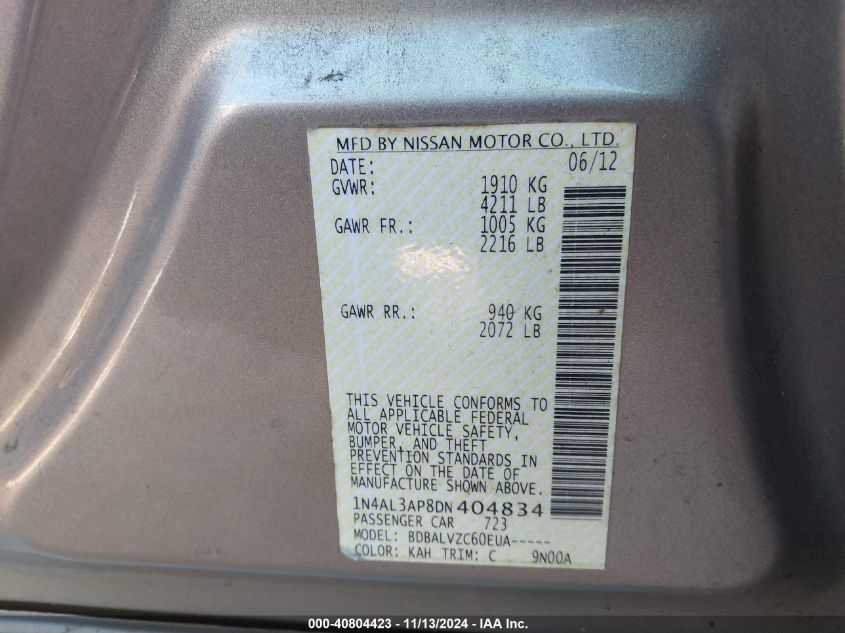 MFD BY NISSAN MOTOR CO., LTD.
DATE: 06/12
GVWR: 1910 KG
4211 LB
GAWR FR.: 1005 KG
2216 LB
GAWR RR.: 940 KG
2072 LB
THIS VEHICLE CONFORMS TO
ALL APPLICABLE FEDERAL
MOTOR VEHICLE SAFETY,
BUMPER, AND THEFT
PREVENTION STANDARDS IN
EFFECT ON THE DATE OF
MANUFACTURE SHOWN ABOVE.
1N4AL3AP8DN404834
PASSENGER CAR 723
MODEL: BDBALVZC60EUA-----
COLOR: KAH TRIM: C 9N00A
000-40804423 - 11/13/2024 - IAA Inc.